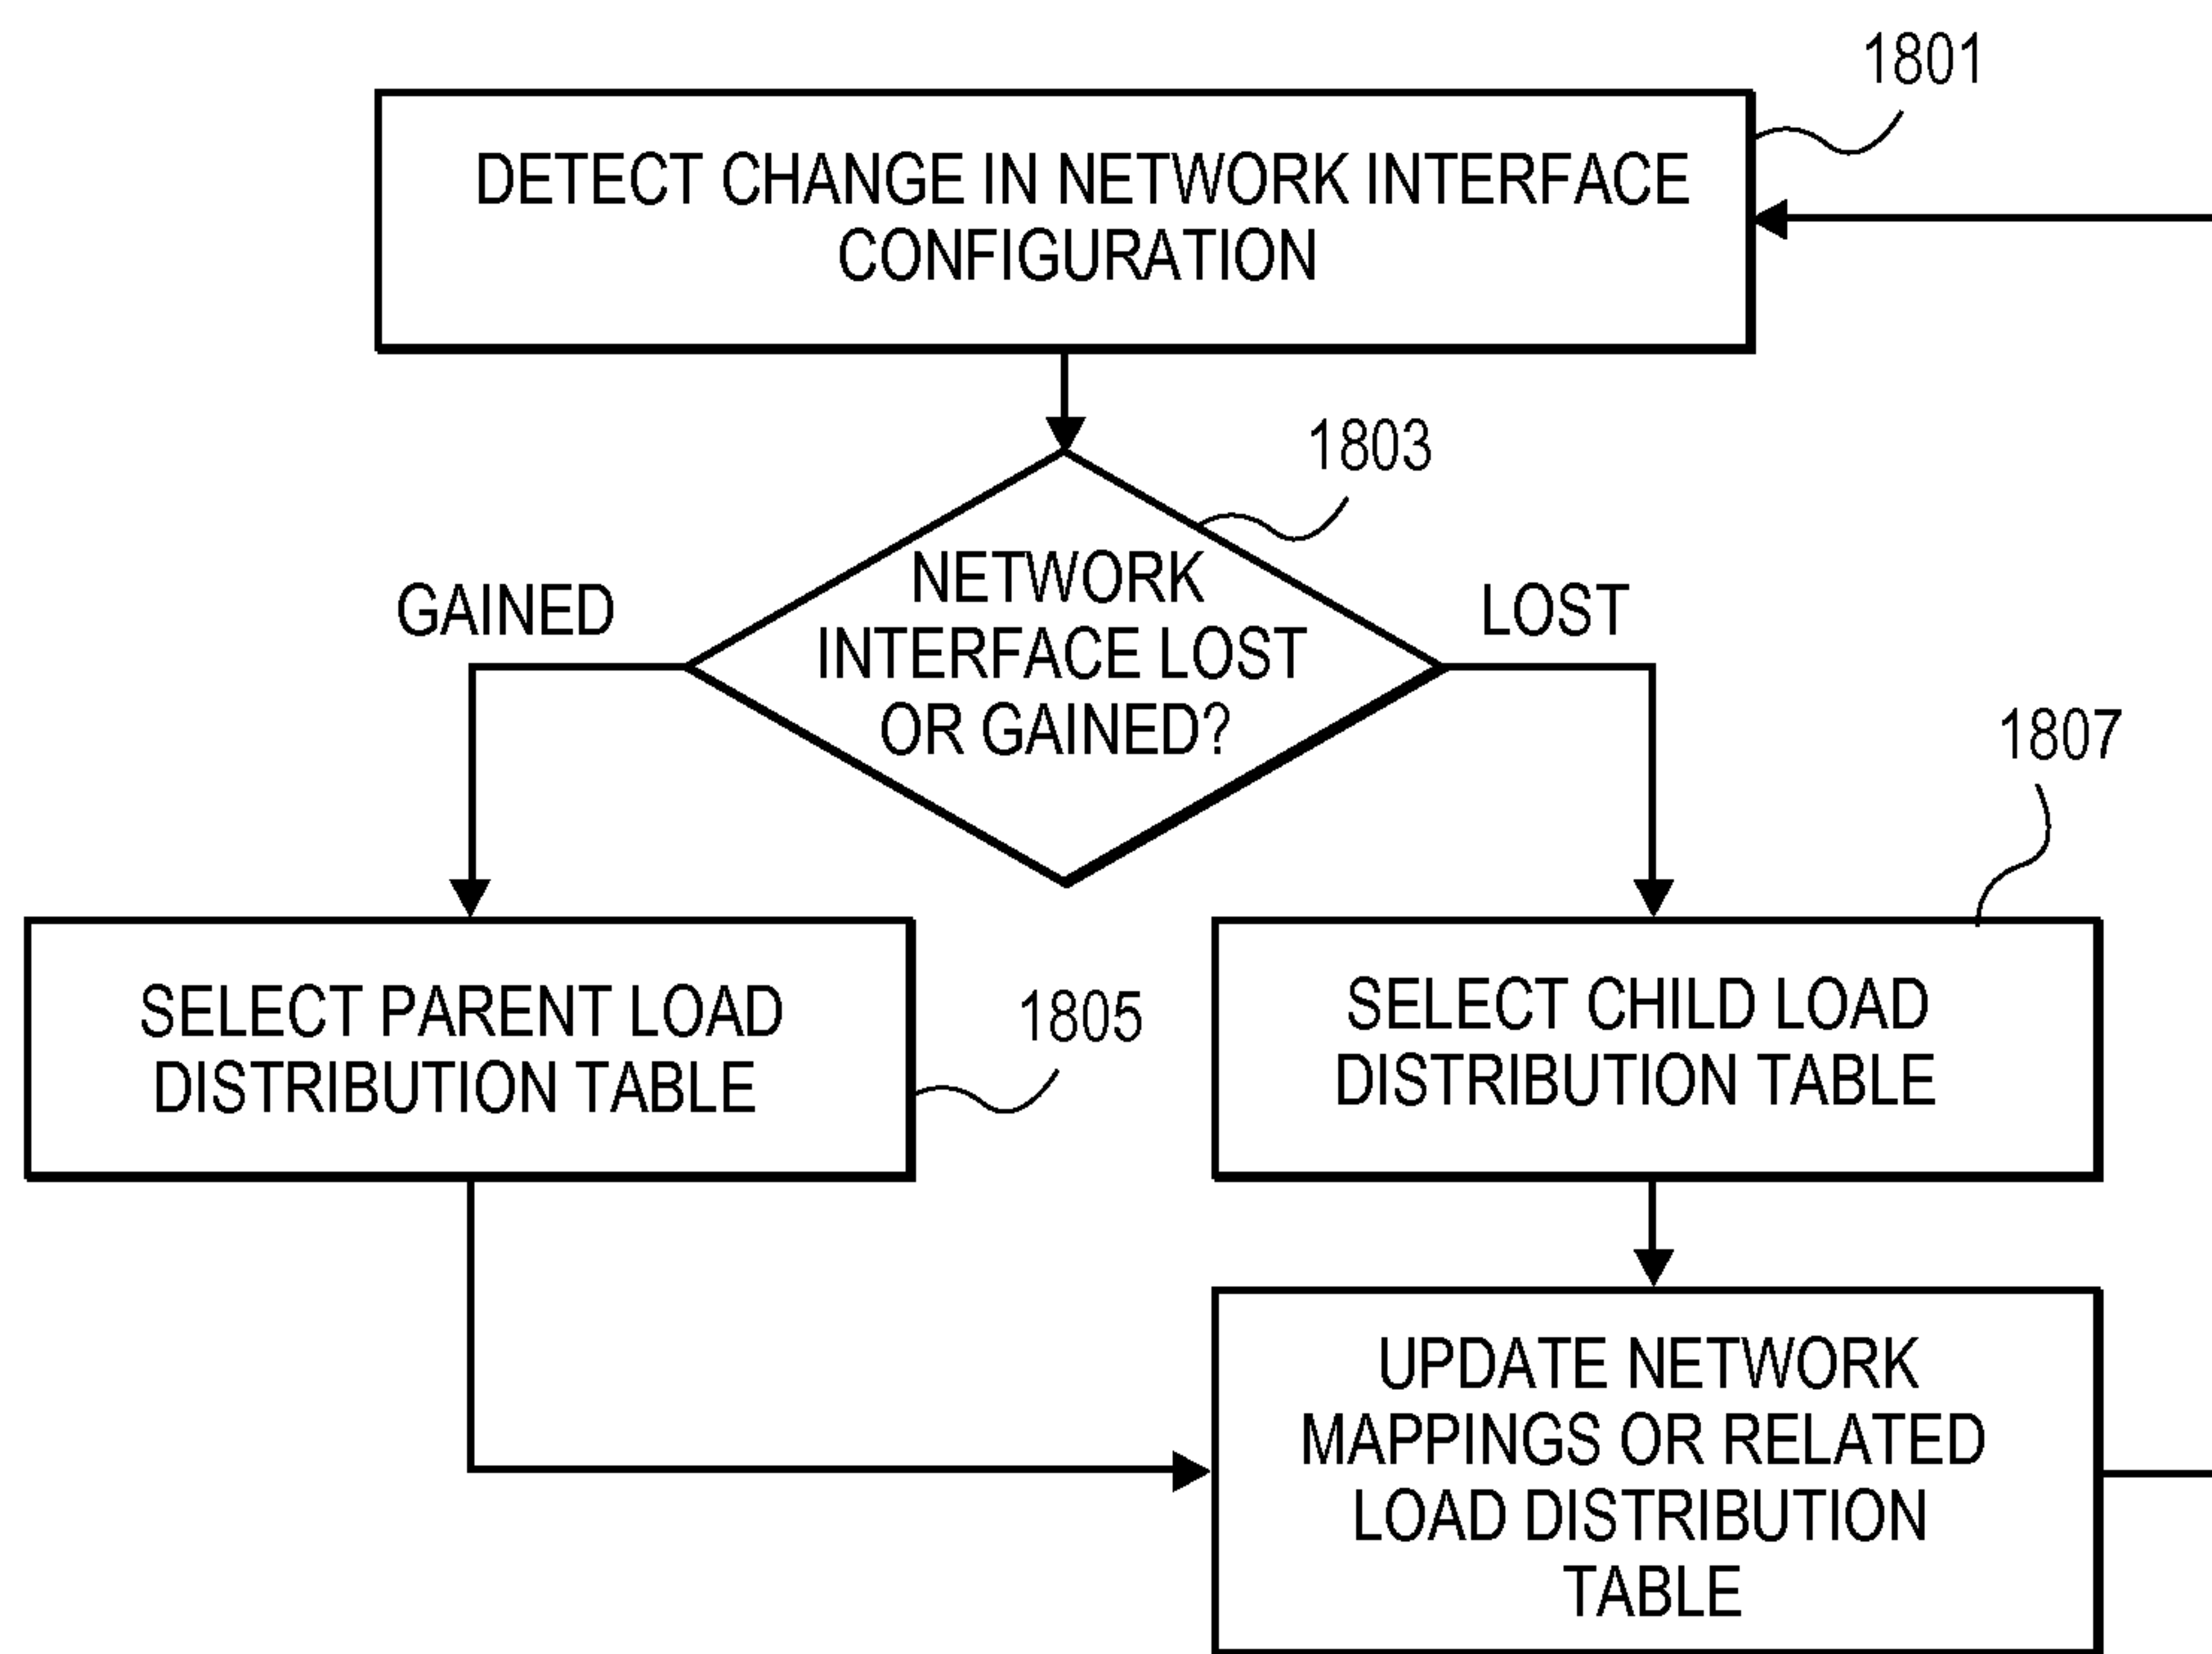 1801
DETECT CHANGE IN NETWORK INTERFACE
CONFIGURATION
1803
NETWORK
INTERFACE LOST
OR GAINED?
GAINED
LOST
1807
SELECT PARENT LOAD
DISTRIBUTION TABLE
1805
SELECT CHILD LOAD
DISTRIBUTION TABLE
UPDATE NETWORK
MAPPINGS OR RELATED
LOAD DISTRIBUTION
TABLE